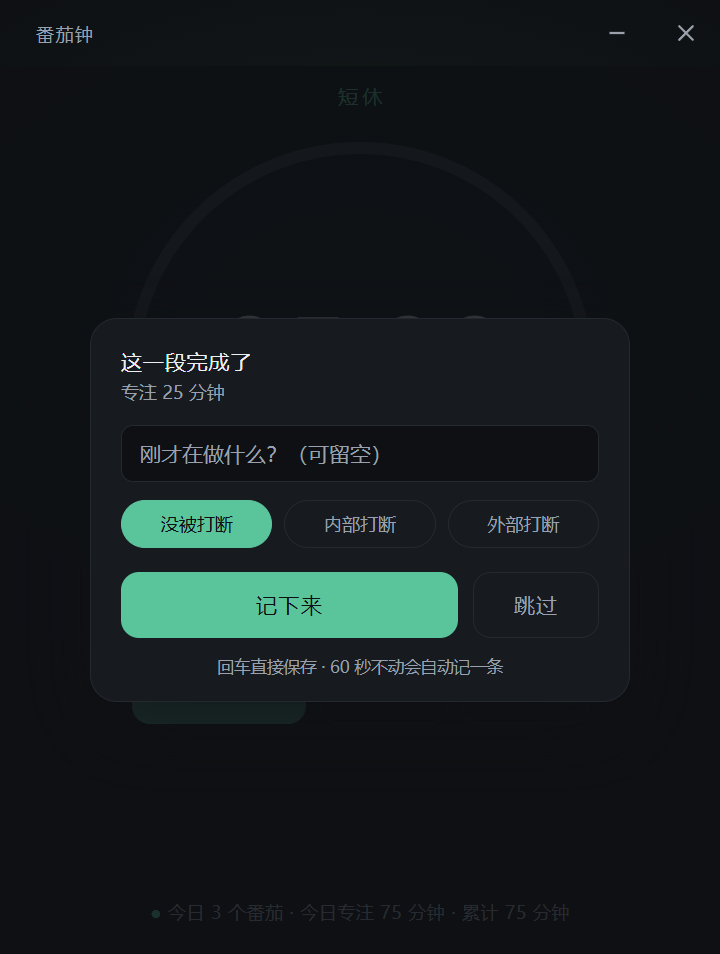 番茄钟
短休
这一段完成了
专注 25 分钟
刚才在做什么？（可留空）
没被打断 内部打断 外部打断
记下来 跳过
回车直接保存 · 60 秒不动会自动记一条
今日 3 个番茄 · 今日专注 75 分钟 · 累计 75 分钟